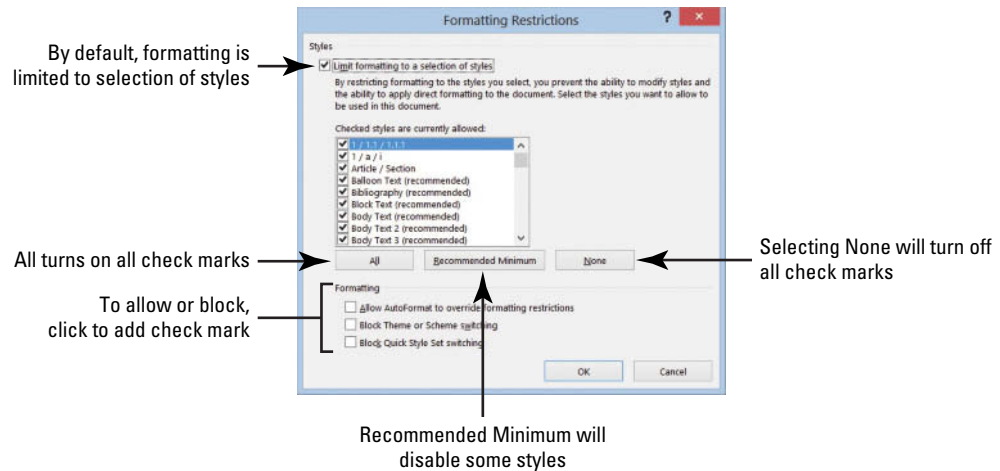 Formatting Restrictions
?
By default, formatting is
limited to selection of styles
Styles
Limit formatting to a selection of styles
By restricting formatting to the styles you select, you prevent the ability to modify styles and
the ability to apply direct formatting to the document. Select the styles you want to allow to
be used in this document.
Checked styles are currently allowed:
1 / 1.1 / 1.1.1
1 / a / i
Article / Section
Balloon Text (recommended)
Bibliography (recommended)
Block Text (recommended)
Body Text (recommended)
Body Text 2 (recommended)
Body Text 3 (recommended)
All turns on all check marks
All
Recommended Minimum
None
Selecting None will turn off
all check marks
To allow or block,
click to add check mark
Formatting
Allow AutoFormat to override formatting restrictions
Block Theme or Scheme switching
Block Quick Style Set switching
OK
Cancel
Recommended Minimum will
disable some styles